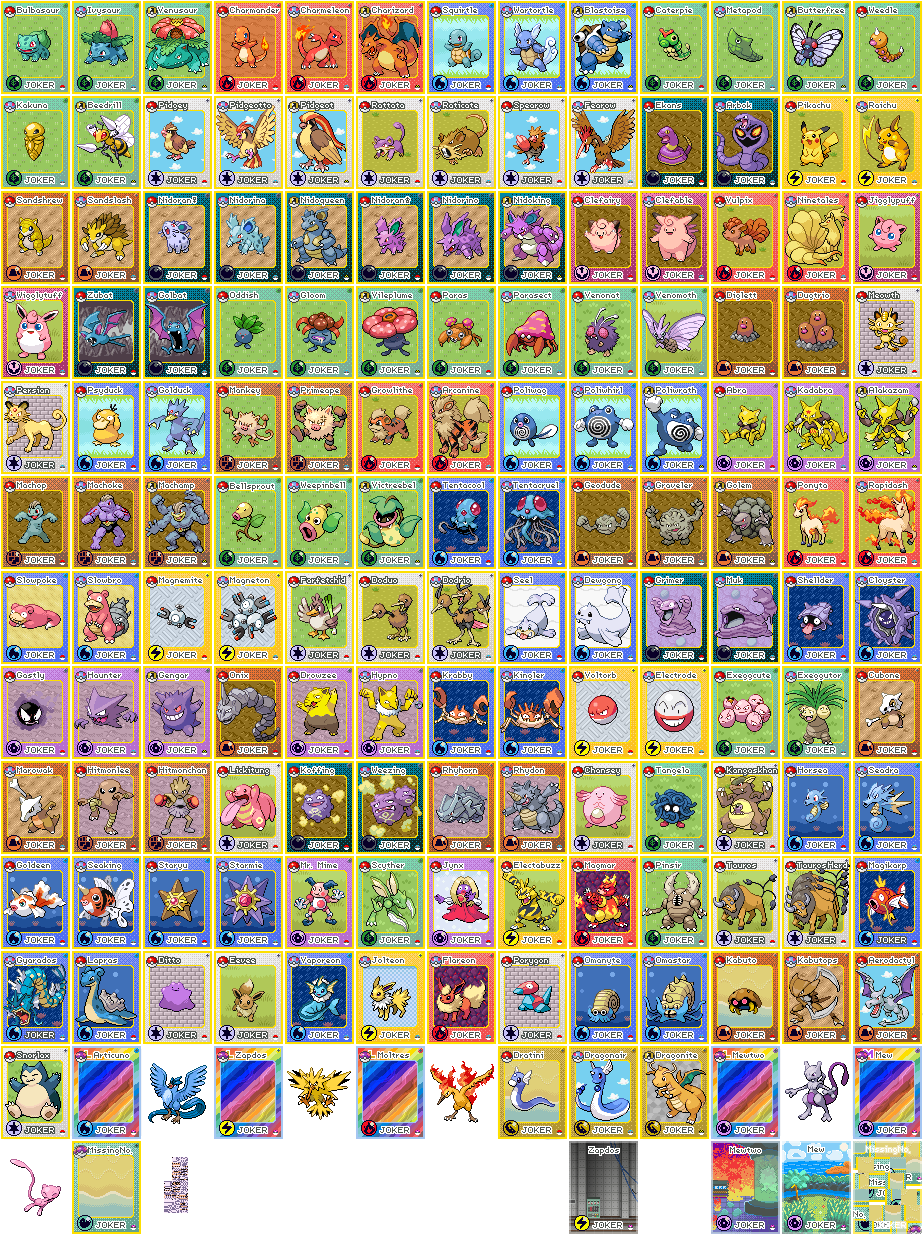 Bulbasaur Ivysaur Venusaur Charmander Charmeleon Charizard Squirtle Wartortle Blastoise Caterpie Metapod Butterfree Weedle
JOKER JOKER JOKER JOKER JOKER JOKER JOKER JOKER JOKER JOKER JOKER JOKER JOKER
Kakuna Beedrill Pidgey Pidgeotto Pidgeot Rattata Raticate Spearow Fearow Ekans Arbok Pikachu Raichu
JOKER JOKER JOKER JOKER JOKER JOKER JOKER JOKER JOKER JOKER JOKER JOKER JOKER
Sandshrew Sandslash Nidoran♀ Nidorina Nidoqueen Nidoran♂ Nidorino Nidoking Clefairy Clefable Vulpix Ninetales Jigglypuff
JOKER JOKER JOKER JOKER JOKER JOKER JOKER JOKER JOKER JOKER JOKER JOKER JOKER
Wigglytuff Zubat Golbat Oddish Gloom Vileplume Paras Parasect Venonat Venomoth Diglett Dugtrio Meowth
JOKER JOKER JOKER JOKER JOKER JOKER JOKER JOKER JOKER JOKER JOKER JOKER JOKER
Persian Psyduck Golduck Mankey Primeape Growlithe Arcanine Poliwag Poliwhirl Poliwrath Abra Kadabra Alakazam
JOKER JOKER JOKER JOKER JOKER JOKER JOKER JOKER JOKER JOKER JOKER JOKER JOKER
Machop Machoke Machamp Bellsprout Weepinbell Victreebel Tentacool Tentacruel Geodude Graveler Golem Ponyta Rapidash
JOKER JOKER JOKER JOKER JOKER JOKER JOKER JOKER JOKER JOKER JOKER JOKER JOKER
Slowpoke Slowbro Magnemite Magneton Farfetch'd Doduo Dodrio Seel Dewgong Grimer Muk Shellder Cloyster
JOKER JOKER JOKER JOKER JOKER JOKER JOKER JOKER JOKER JOKER JOKER JOKER JOKER
Gastly Haunter Gengar Onix Drowzee Hypno Krabby Kingler Voltorb Electrode Exeggcute Exeggutor Cubone
JOKER JOKER JOKER JOKER JOKER JOKER JOKER JOKER JOKER JOKER JOKER JOKER JOKER
Marowak Hitmonlee Hitmonchan Lickitung Koffing Weezing Rhyhorn Rhydon Chansey Tangela Kangaskhan Horsea Seadra
JOKER JOKER JOKER JOKER JOKER JOKER JOKER JOKER JOKER JOKER JOKER JOKER JOKER
Goldeen Seaking Staryu Starmie Mr. Mime Scyther Jynx Electabuzz Magmar Pinsir Tauros TaurosHerd Magikarp
JOKER JOKER JOKER JOKER JOKER JOKER JOKER JOKER JOKER JOKER JOKER JOKER JOKER
Gyarados Lapras Ditto Eevee Vaporeon Jolteon Flareon Porygon Omanyte Omastar Kabuto Kabutops Aerodactyl
JOKER JOKER JOKER JOKER JOKER JOKER JOKER JOKER JOKER JOKER JOKER JOKER JOKER
Snorlax Articuno Zapdos Moltres Dratini Dragonair Dragonite Mewtwo Mew
JOKER JOKER JOKER JOKER JOKER JOKER JOKER JOKER JOKER
MissingNo. Zapdos Mewtwo Mew MissingNo.
JOKER JOKER JOKER JOKER